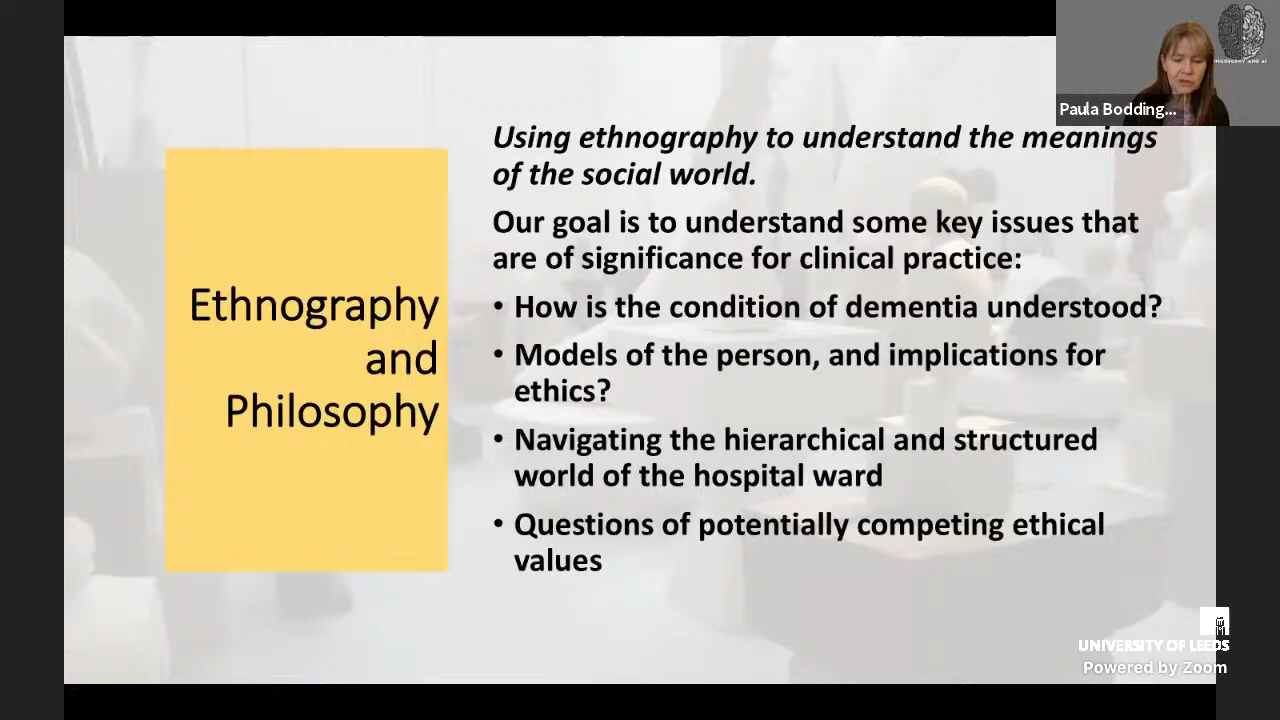 PHILOSOPHY AND AI
Paula Bodding...
Ethnography
and
Philosophy
Using ethnography to understand the meanings
of the social world.
Our goal is to understand some key issues that
are of significance for clinical practice:
• How is the condition of dementia understood?
• Models of the person, and implications for
ethics?
• Navigating the hierarchical and structured
world of the hospital ward
• Questions of potentially competing ethical
values
UNIVERSITY OF LEEDS
Powered by Zoom